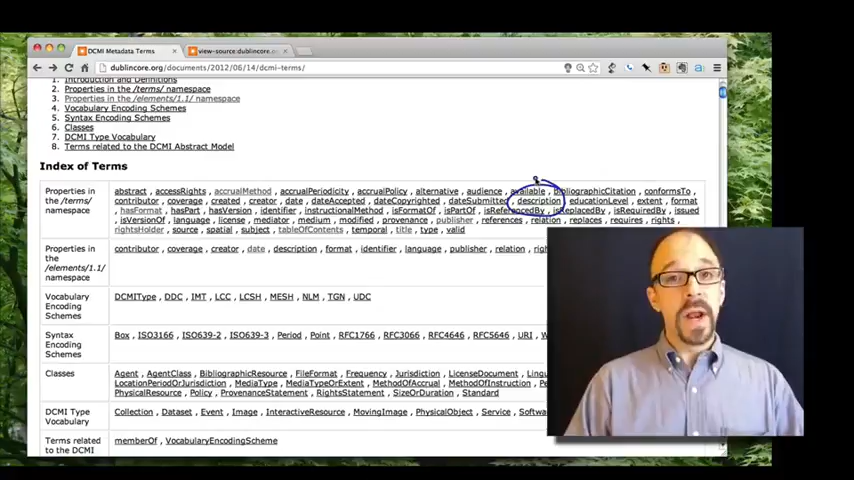 DCMI Metadata Terms
view-source:dublincore.org
dublincore.org/documents/2012/06/14/dcmi-terms/
1. Introduction and Definitions
2. Properties in the /terms/ namespace
3. Properties in the /elements/1.1/ namespace
4. Vocabulary Encoding Schemes
5. Syntax Encoding Schemes
6. Classes
7. DCMI Type Vocabulary
8. Terms related to the DCMI Abstract Model
Index of Terms
Properties in the /terms/ namespace
abstract , accessRights , accrualMethod , accrualPeriodicity , accrualPolicy , alternative , audience , available , bibliographicCitation , conformsTo ,
contributor , coverage , created , creator , date , dateAccepted , dateCopyrighted , dateSubmitted , description , educationLevel , extent , format
, hasFormat , hasPart , hasVersion , identifier , instructionalMethod , isFormatOf , isPartOf , isReferencedBy , isReplacedBy , isRequiredBy , issued
, isVersionOf , language , license , mediator , medium , modified , provenance , publisher , references , relation , replaces , requires , rights ,
rightsHolder , source , spatial , subject , tableOfContents , temporal , title , type , valid
Properties in the /elements/1.1/ namespace
contributor , coverage , creator , date , description , format , identifier , language , publisher , relation ,
Vocabulary Encoding Schemes
DCMIType , DDC , IMT , LCC , LCSH , MESH , NLM , TGN , UDC
Syntax Encoding Schemes
Box , ISO3166 , ISO639-2 , ISO639-3 , Period , Point , RFC1766 , RFC3066 , RFC4646 , RFC5646 , URI ,
Classes
Agent , AgentClass , BibliographicResource , FileFormat , Frequency , Jurisdiction , LicenseDocument ,
LocationPeriodOrJurisdiction , MediaType , MediaTypeOrExtent , MethodOfAccrual , MethodOfInstruction ,
PhysicalResource , Policy , ProvenanceStatement , RightsStatement , SizeOrDuration , Standard
DCMI Type Vocabulary
Collection , Dataset , Event , Image , InteractiveResource , MovingImage , PhysicalObject , Service ,
Terms related to the DCMI
memberOf , VocabularyEncodingScheme